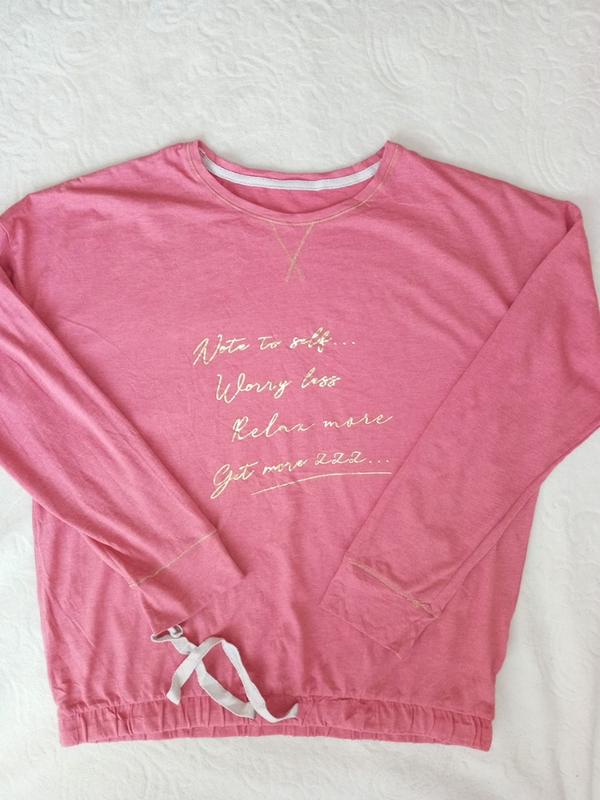 Note to self...
Worry less
Relax more
Get more ZZZ...